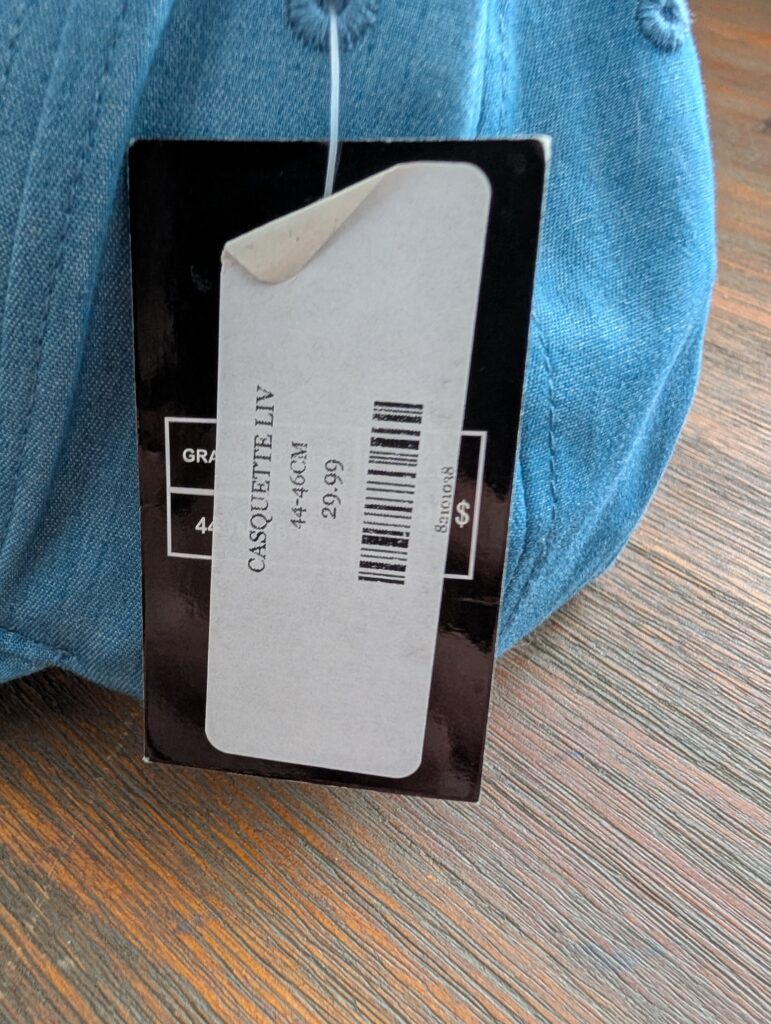 CASQUETTE LIV
44-46CM
29.99
82101038
GRA
44
$